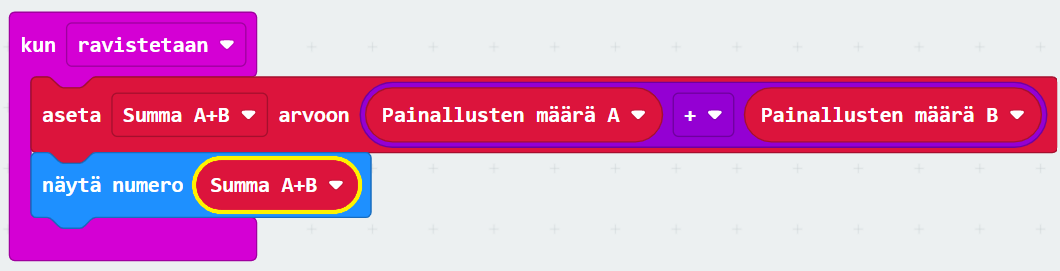 kun ravistetaan
aseta Summa A+B arvoon Painallusten määrä A + Painallusten määrä B
näytä numero Summa A+B